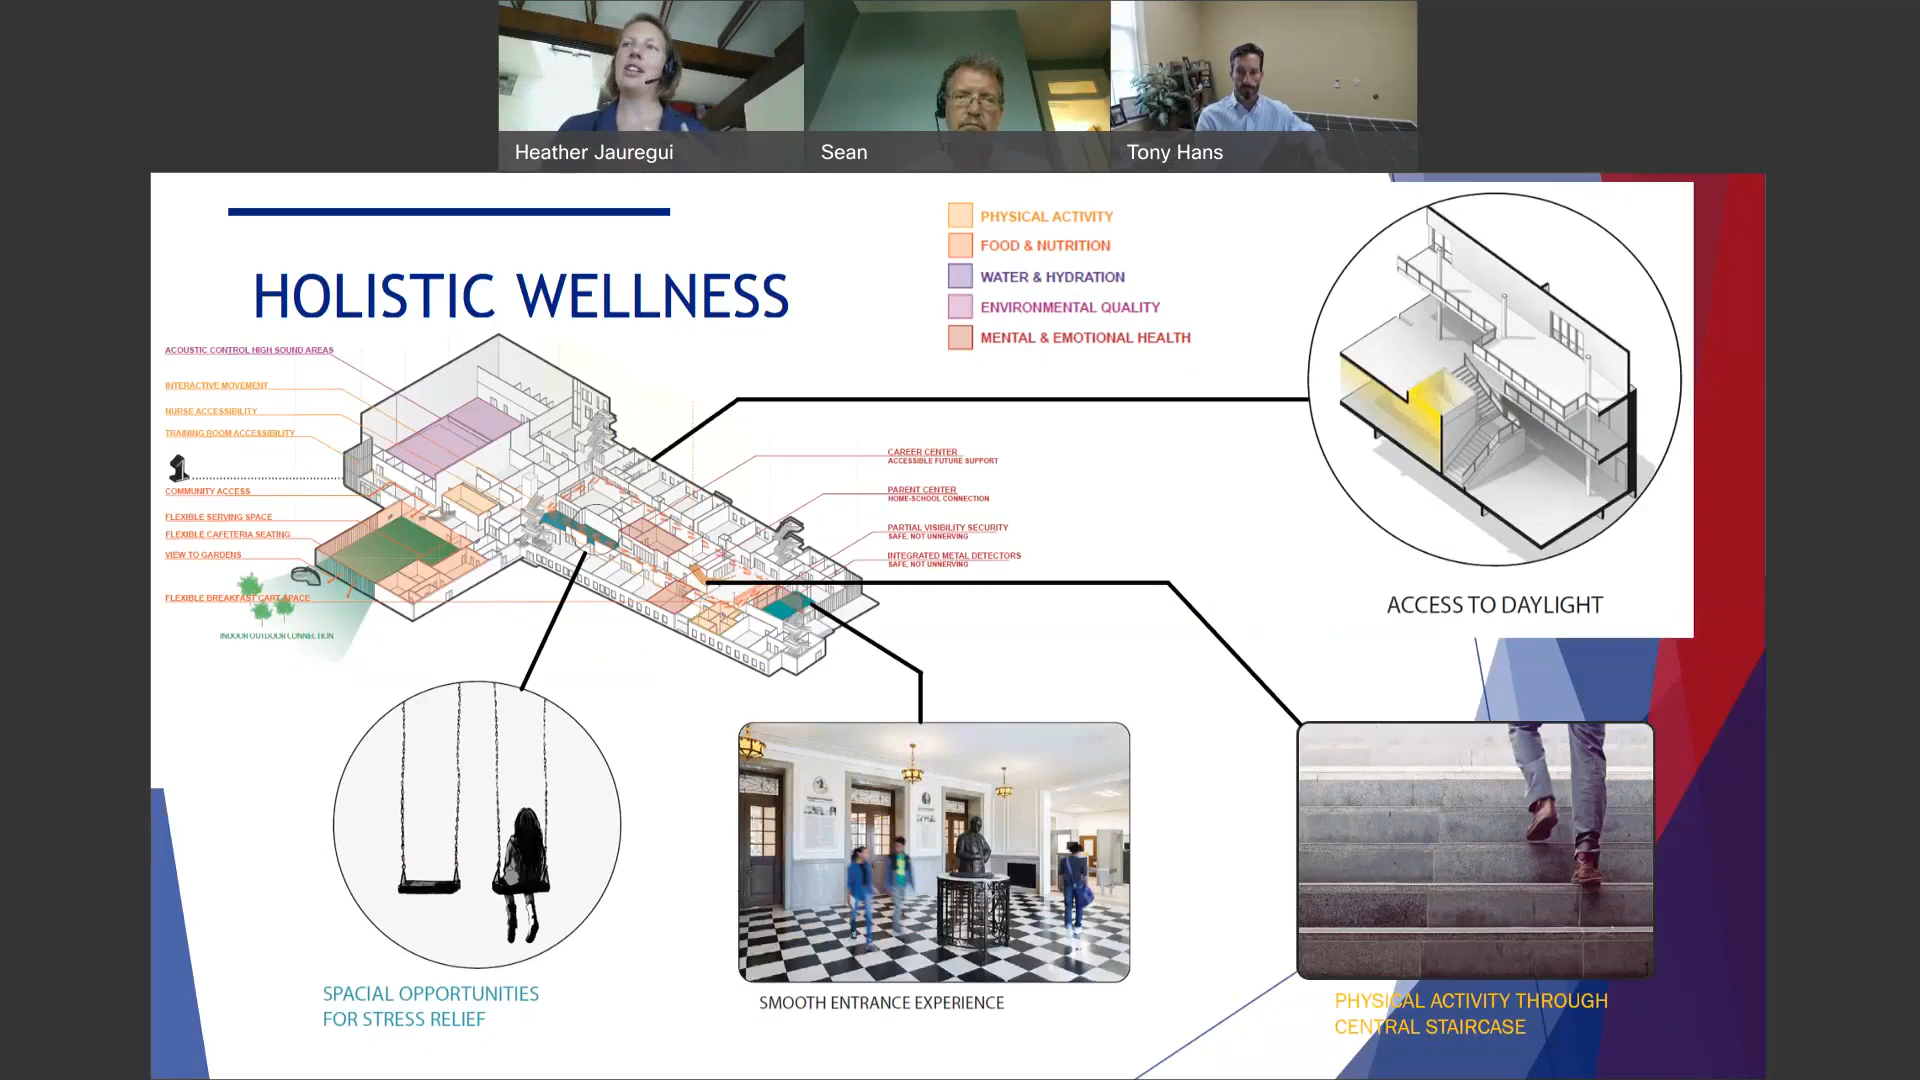 Heather Jauregui
Sean
Tony Hans
HOLISTIC WELLNESS
PHYSICAL ACTIVITY
FOOD & NUTRITION
WATER & HYDRATION
ENVIRONMENTAL QUALITY
MENTAL & EMOTIONAL HEALTH
ACOUSTIC CONTROL HIGH SOUND AREAS
INTERACTIVE MOVEMENT
NURSE ACCESSIBILITY
TRAINING ROOM ACCESSIBILITY
COMMUNITY ACCESS
FLEXIBLE SERVING SPACE
FLEXIBLE CAFETERIA SEATING
VIEW TO GARDENS
FLEXIBLE BREAKFAST CART SPACE
INDOOR OUTDOOR CONNECTION
CAREER CENTER
ACCESSIBLE FUTURE SUPPORT
PARENT CENTER
HOME-SCHOOL CONNECTION
PARTIAL VISIBILITY SECURITY
SAFE, NOT UNNERVING
INTEGRATED METAL DETECTORS
SAFE, NOT UNNERVING
ACCESS TO DAYLIGHT
SPACIAL OPPORTUNITIES
FOR STRESS RELIEF
SMOOTH ENTRANCE EXPERIENCE
PHYSICAL ACTIVITY THROUGH
CENTRAL STAIRCASE